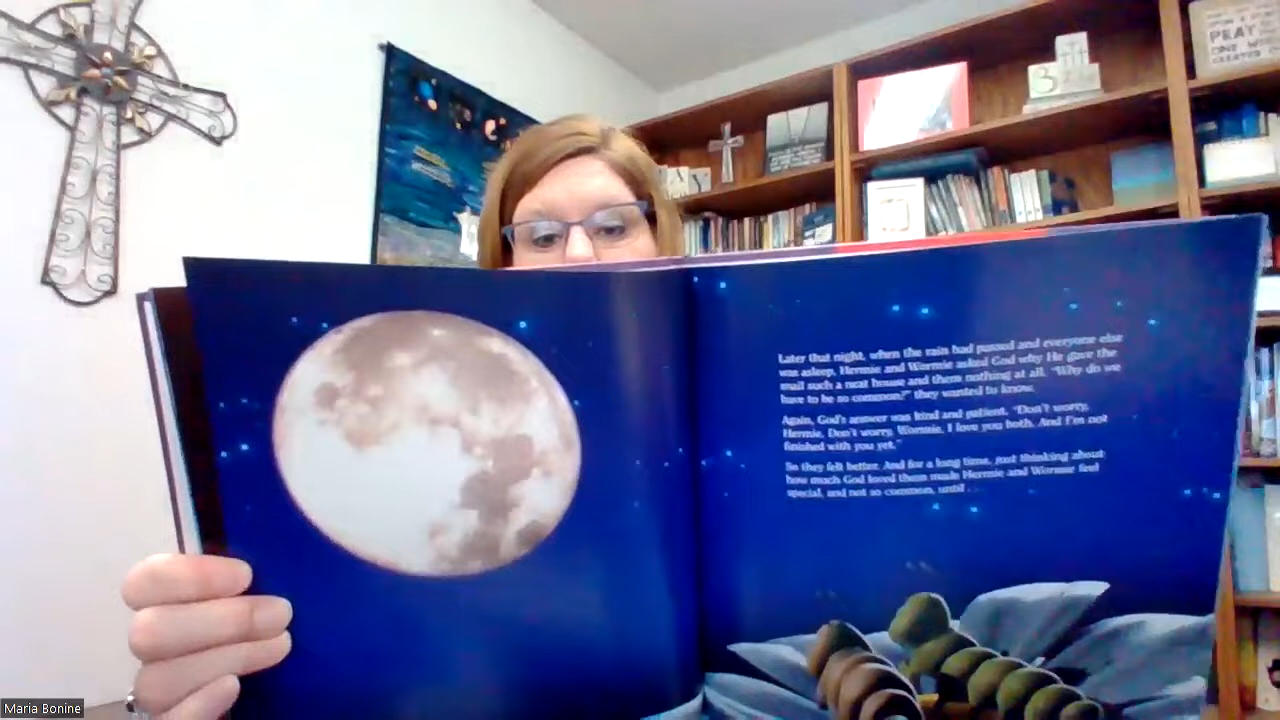 PEAY
ONE W
CREATED
3
Later that night, when the rain had passed and everyone else
was asleep, Hermie and Wormie asked God why He gave the
snail such a neat house and them nothing at all. "Why do we
have to be so common?" they wanted to know.
Again, God's answer was kind and patient. "Don't worry,
Hermie. Don't worry, Wormie. I love you both. And I'm not
finished with you yet."
So they felt better. And for a long time, just thinking about
how much God loved them made Hermie and Wormie feel
special, and not so common, until
Maria Bonine